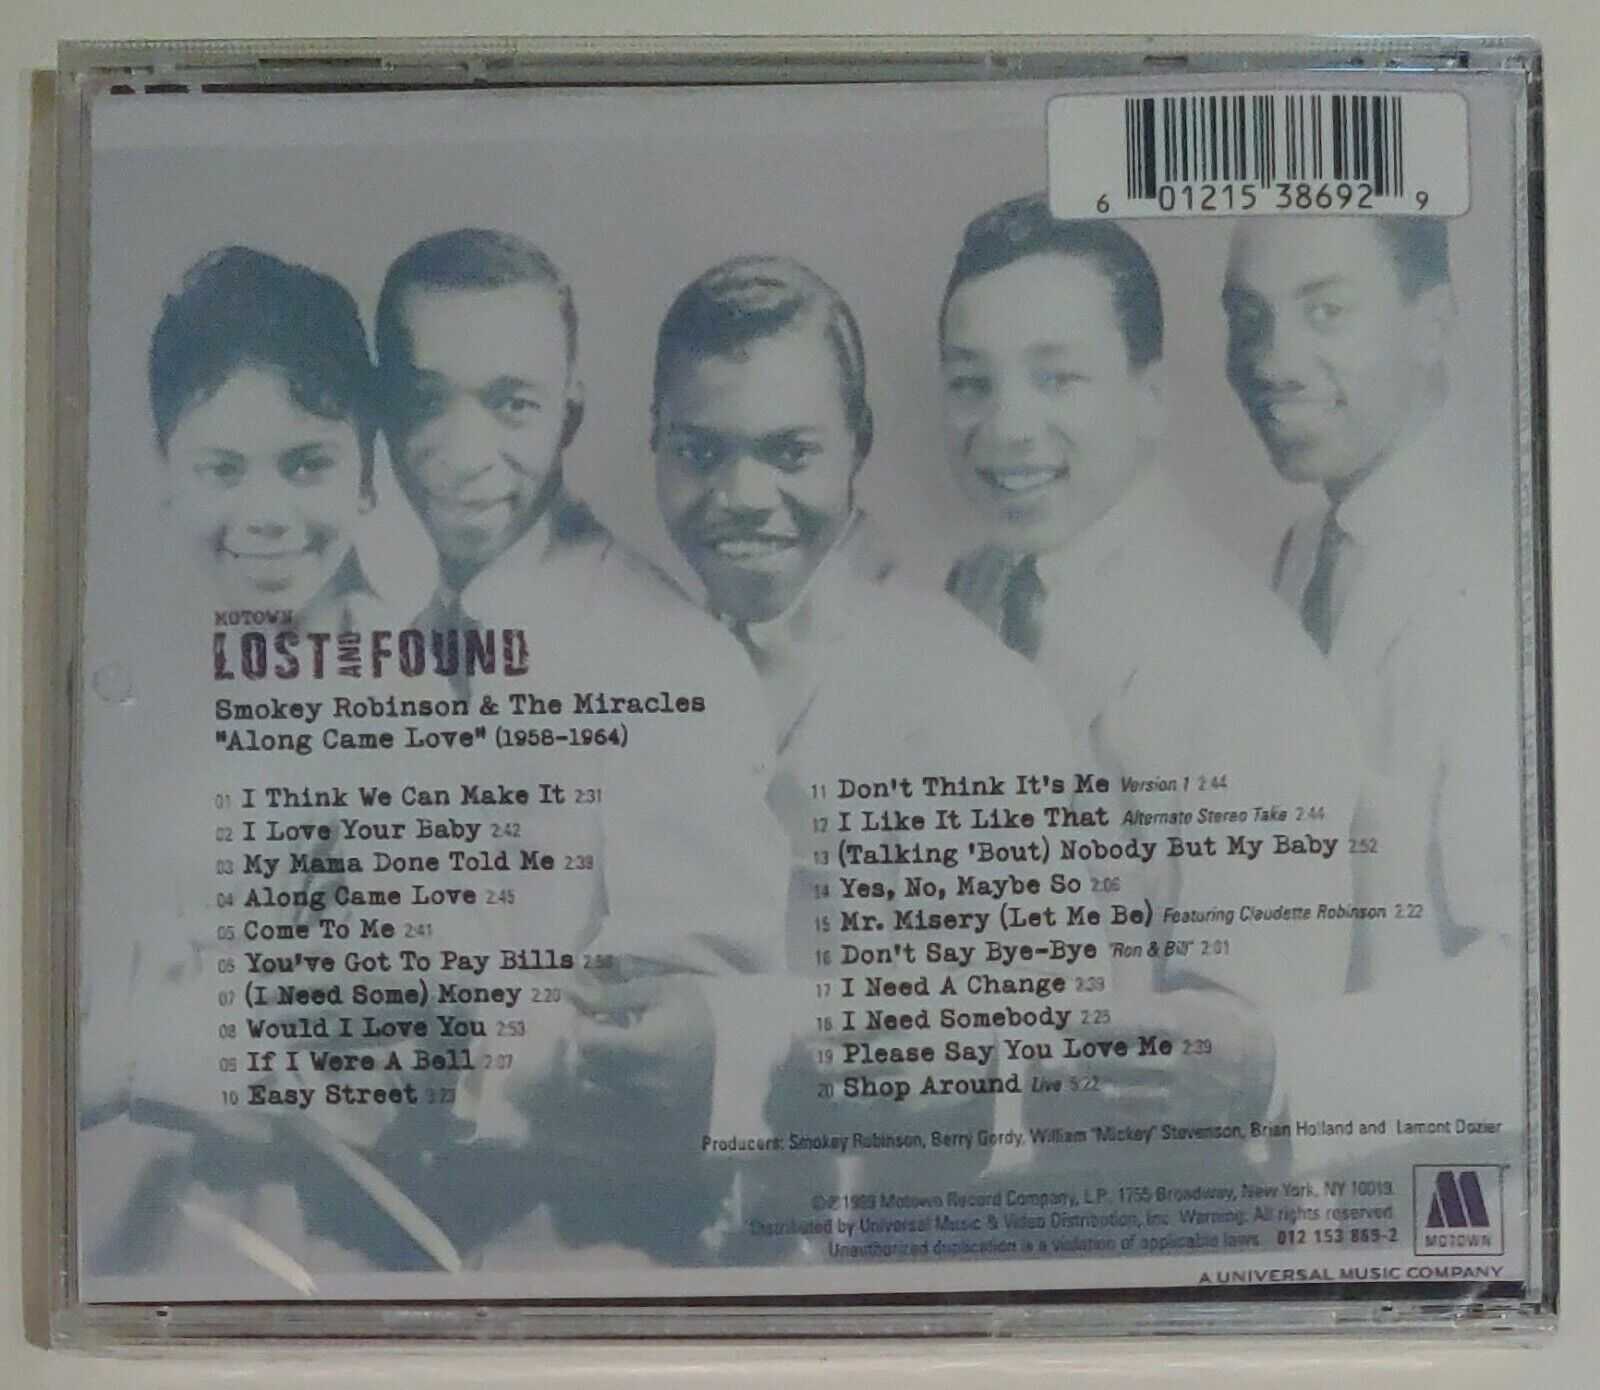 6 01215 38692 9
MOTOWN
LOST AND FOUND
Smokey Robinson & The Miracles
"Along Came Love" (1958-1964)
01 I Think We Can Make It 2:31
02 I Love Your Baby 2:42
03 My Mama Done Told Me 2:39
04 Along Came Love 2:45
05 Come To Me 2:41
06 You've Got To Pay Bills
07 (I Need Some) Money 2:20
08 Would I Love You 2:53
09 If I Were A Bell 2:07
10 Easy Street
11 Don't Think It's Me Version 1 2:44
12 I Like It Like That Alternate Stereo Take 2:44
13 (Talking 'Bout) Nobody But My Baby 2:52
14 Yes, No, Maybe So 2:06
15 Mr. Misery (Let Me Be) Featuring Claudette Robinson 2:22
16 Don't Say Bye-Bye "Ron & Bill" 2:01
17 I Need A Change 2:39
18 I Need Somebody 2:25
19 Please Say You Love Me 2:39
20 Shop Around Live 5:22
Producers: Smokey Robinson, Berry Gordy, William "Mickey" Stevenson, Brian Holland and Lamont Dozier
©℗ 1999 Motown Record Company, L.P. 1755 Broadway, New York, NY 10019.
Distributed by Universal Music & Video Distribution, Inc. Warning: All rights reserved.
Unauthorized duplication is a violation of applicable laws. 012 153 869-2
MOTOWN
A UNIVERSAL MUSIC COMPANY